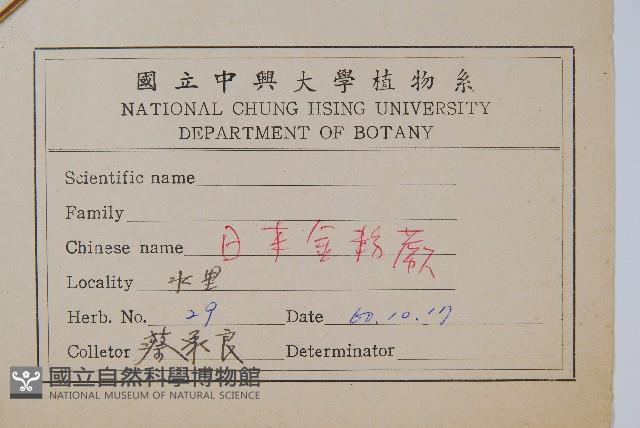 國立中興大學植物系
NATIONAL CHUNG HSING UNIVERSITY
DEPARTMENT OF BOTANY
Scientific name
Family
Chinese name 日本金粉蕨
Locality 水里
Herb. No. 29 Date 60.10.17
Colletor 蔡承良 Determinator
國立自然科學博物館
NATIONAL MUSEUM OF NATURAL SCIENCE